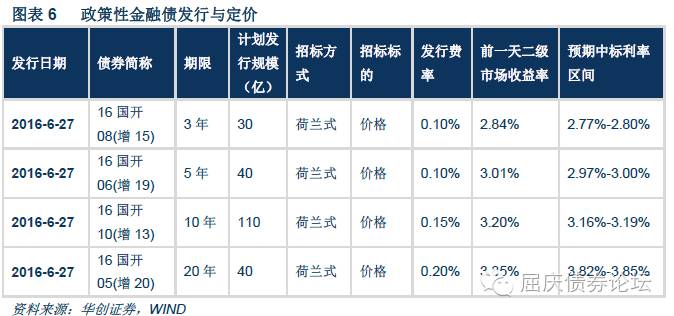 图表 6 政策性金融债发行与定价
发行日期 债券简称 期限 计划发行规模（亿） 招标方式 招标标的 发行费率 前一天二级市场收益率 预期中标利率区间
2016-6-27 16 国开 08(增 15) 3 年 30 荷兰式 价格 0.10% 2.84% 2.77%-2.80%
2016-6-27 16 国开 06(增 19) 5 年 40 荷兰式 价格 0.10% 3.01% 2.97%-3.00%
2016-6-27 16 国开 10(增 13) 10 年 110 荷兰式 价格 0.15% 3.20% 3.16%-3.19%
2016-6-27 16 国开 05(增 20) 20 年 40 荷兰式 价格 0.20% 3.82%-3.85%
屈庆债券论坛
资料来源：华创证券，WIND